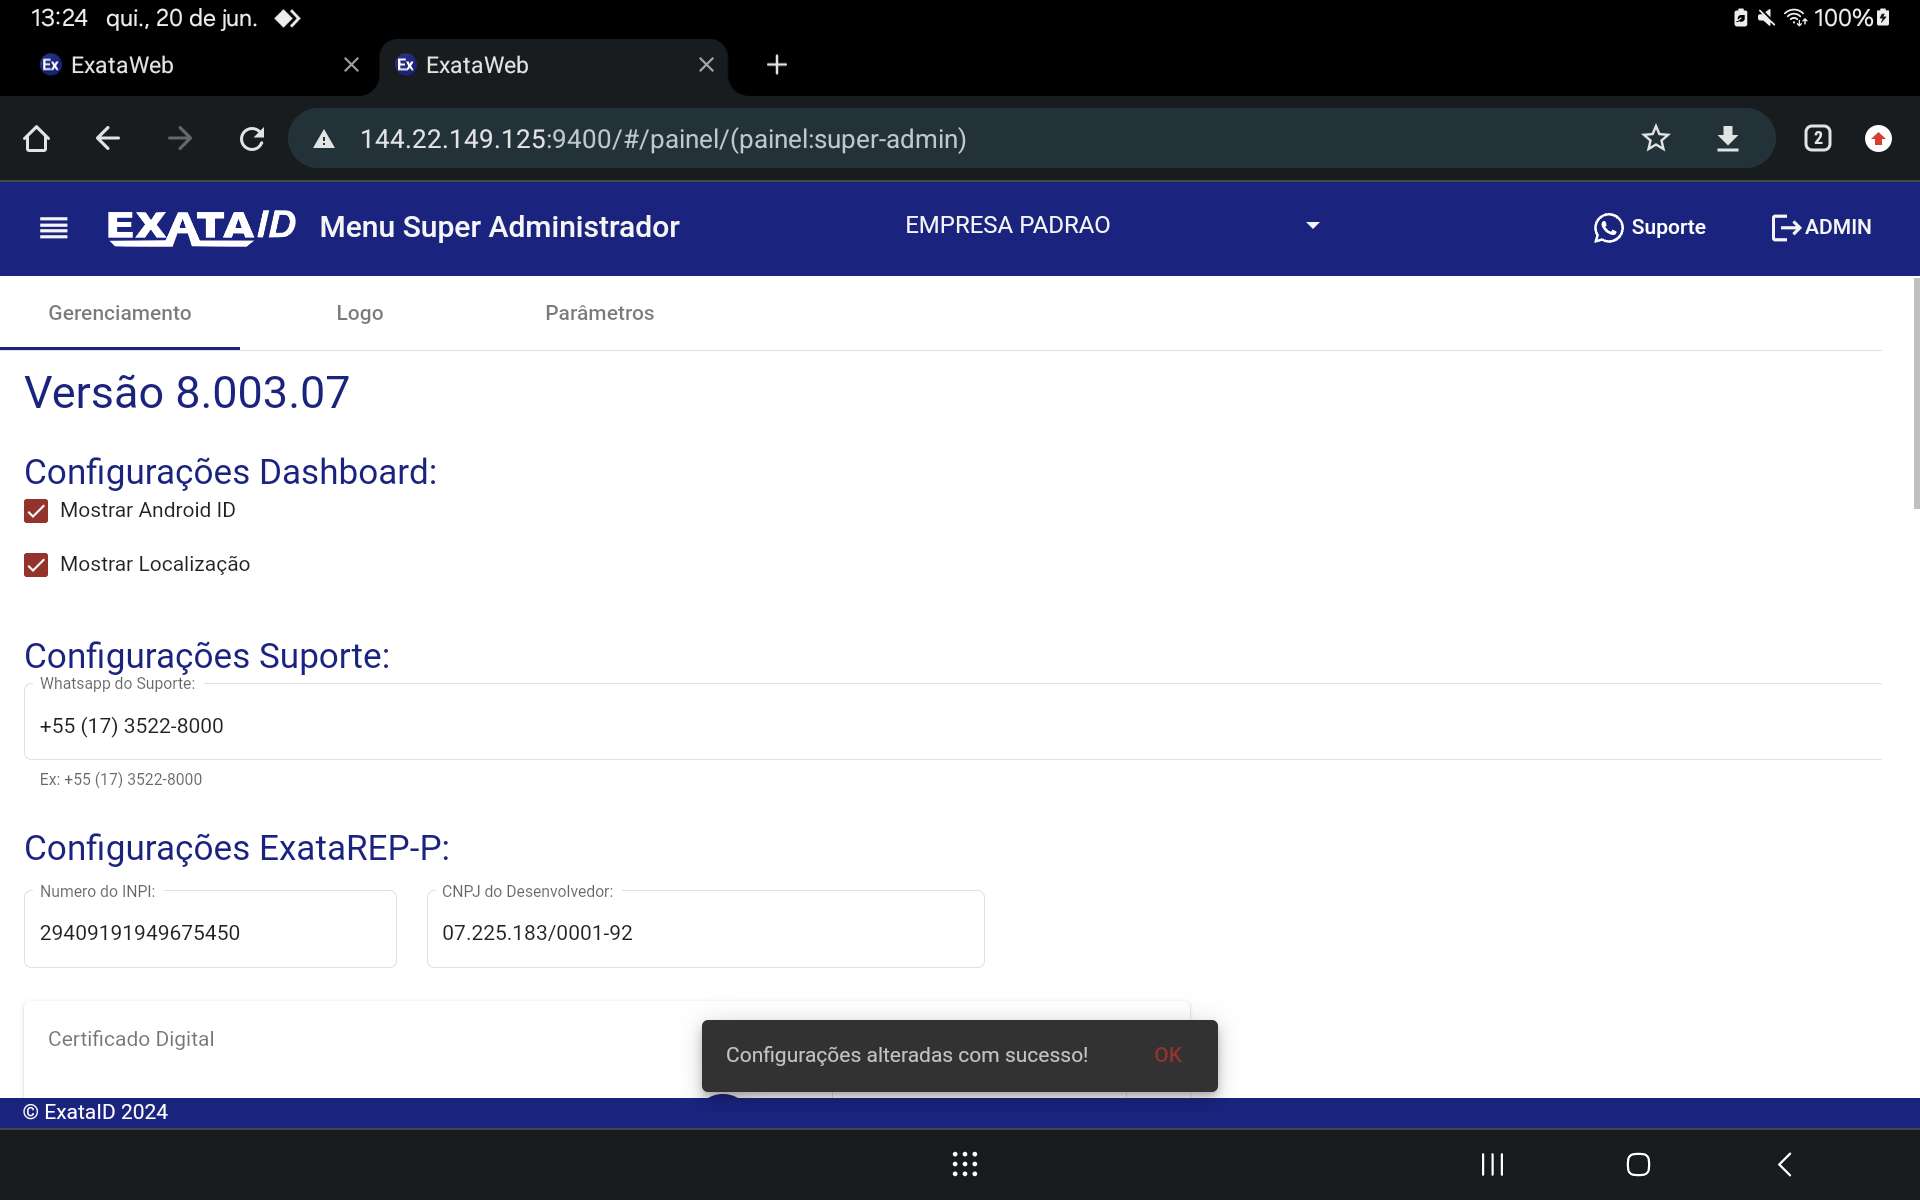 13:24 qui., 20 de jun. 100%
Ex ExataWeb Ex ExataWeb
144.22.149.125:9400/#/painel/(painel:super-admin) 2
EXATAID Menu Super Administrador EMPRESA PADRAO Suporte ADMIN
Gerenciamento Logo Parâmetros
Versão 8.003.07
Configurações Dashboard:
Mostrar Android ID
Mostrar Localização
Configurações Suporte:
Whatsapp do Suporte:
+55 (17) 3522-8000
Ex: +55 (17) 3522-8000
Configurações ExataREP-P:
Numero do INPI: CNPJ do Desenvolvedor:
29409191949675450 07.225.183/0001-92
Certificado Digital
Configurações alteradas com sucesso! OK
© ExataID 2024